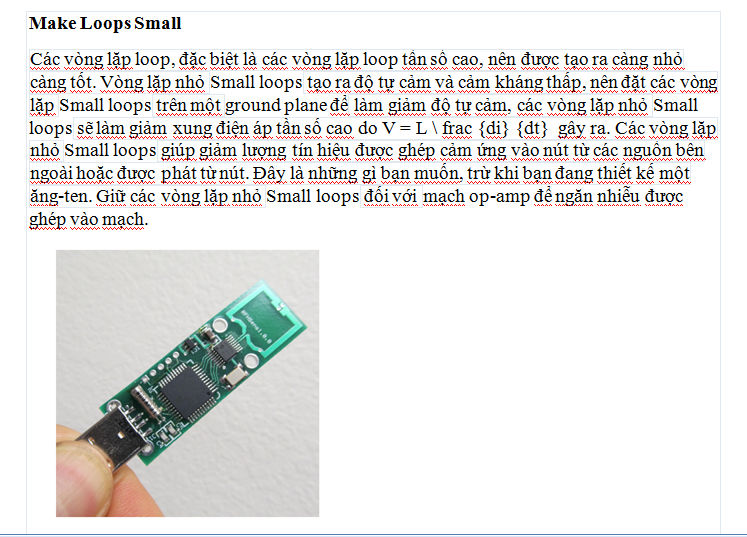 Make Loops Small
Các vòng lặp loop, đặc biệt là các vòng lặp loop tần số cao, nên được tạo ra càng nhỏ
càng tốt. Vòng lặp nhỏ Small loops tạo ra độ tự cảm và cảm kháng thấp, nên đặt các vòng
lặp Small loops trên một ground plane để làm giảm độ tự cảm, các vòng lặp nhỏ Small
loops sẽ làm giảm xung điện áp tần số cao do V = L \ frac {di} {dt} gây ra. Các vòng lặp
nhỏ Small loops giúp giảm lượng tín hiệu được ghép cảm ứng vào nút từ các nguồn bên
ngoài hoặc được phát từ nút. Đây là những gì bạn muốn, trừ khi bạn đang thiết kế một
ăng-ten. Giữ các vòng lặp nhỏ Small loops đối với mạch op-amp để ngăn nhiễu được
ghép vào mạch.